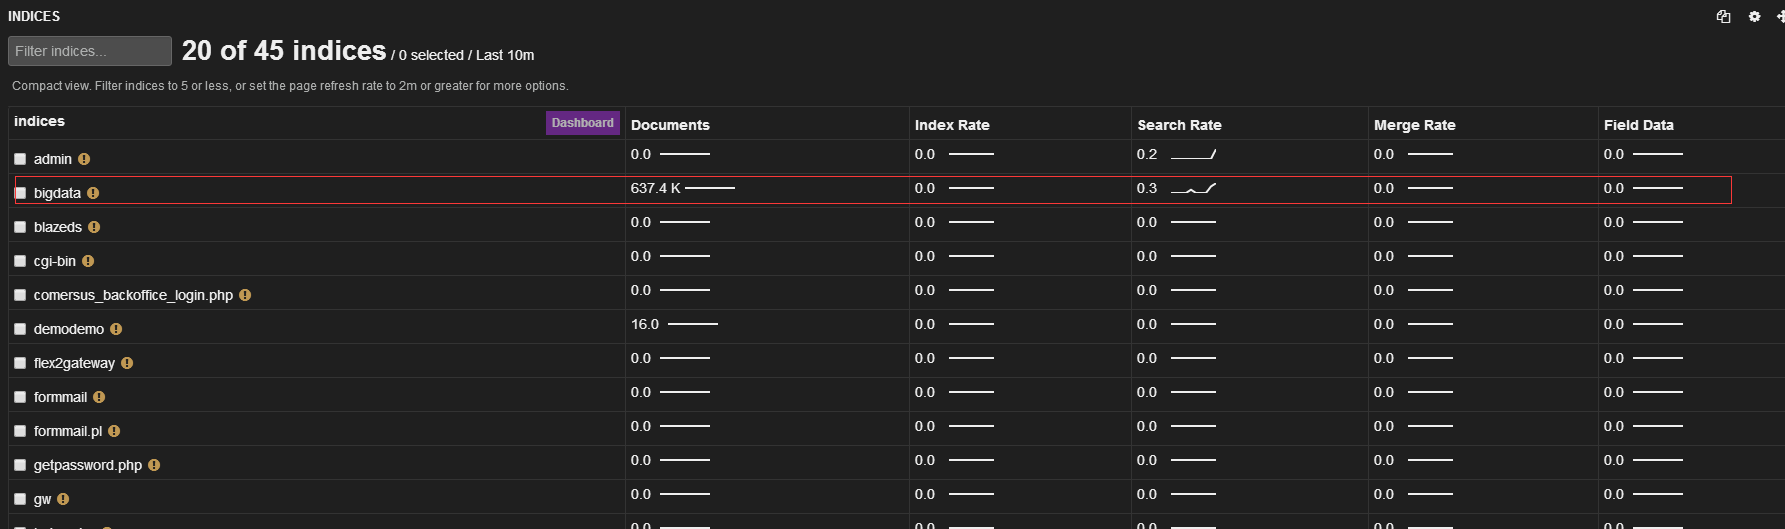 INDICES
Filter indices... 20 of 45 indices / 0 selected / Last 10m
Compact view. Filter indices to 5 or less, or set the page refresh rate to 2m or greater for more options.
indices Dashboard Documents Index Rate Search Rate Merge Rate Field Data
admin 0.0 0.0 0.2 0.0 0.0
bigdata 637.4 K 0.0 0.3 0.0 0.0
blazeds 0.0 0.0 0.0 0.0 0.0
cgi-bin 0.0 0.0 0.0 0.0 0.0
comersus_backoffice_login.php 0.0 0.0 0.0 0.0 0.0
demodemo 16.0 0.0 0.0 0.0 0.0
flex2gateway 0.0 0.0 0.0 0.0 0.0
formmail 0.0 0.0 0.0 0.0 0.0
formmail.pl 0.0 0.0 0.0 0.0 0.0
getpassword.php 0.0 0.0 0.0 0.0 0.0
gw 0.0 0.0 0.0 0.0 0.0
0.0 0.0 0.0 0.0 0.0